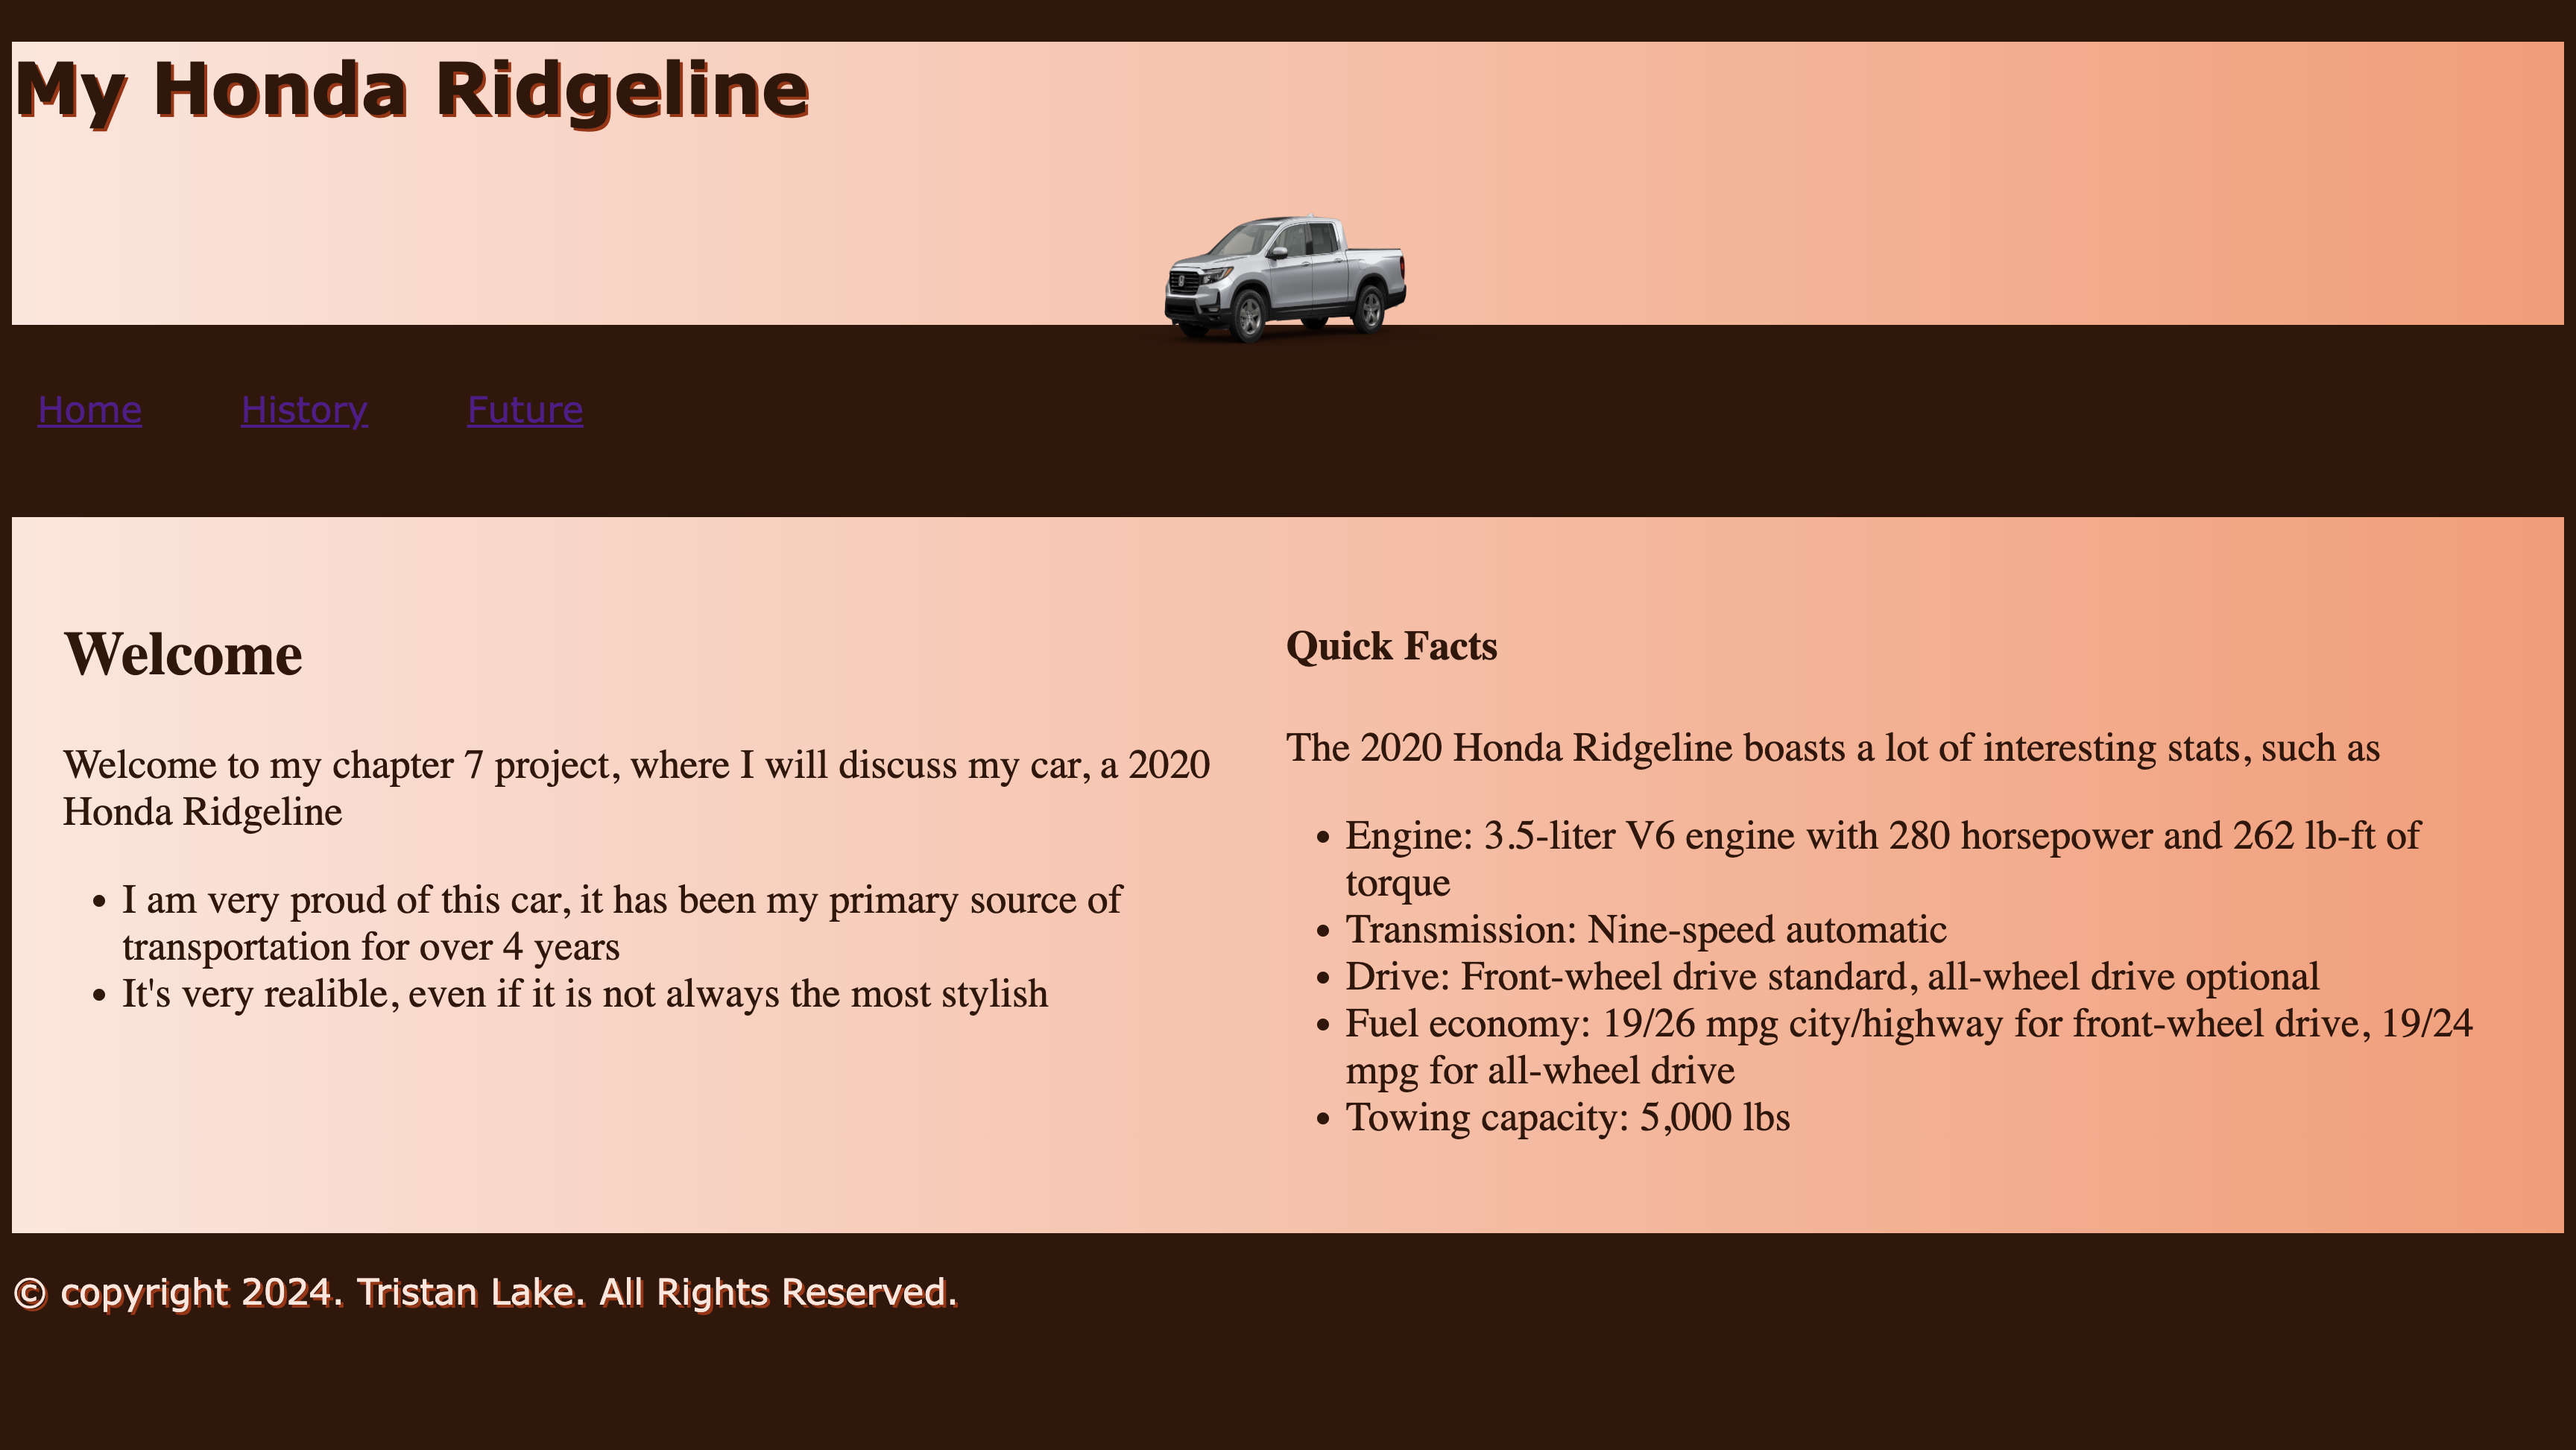 My Honda Ridgeline
Home History Future
Welcome
Welcome to my chapter 7 project, where I will discuss my car, a 2020
Honda Ridgeline
• I am very proud of this car, it has been my primary source of
transportation for over 4 years
• It's very realible, even if it is not always the most stylish
Quick Facts
The 2020 Honda Ridgeline boasts a lot of interesting stats, such as
• Engine: 3.5-liter V6 engine with 280 horsepower and 262 lb-ft of
torque
• Transmission: Nine-speed automatic
• Drive: Front-wheel drive standard, all-wheel drive optional
• Fuel economy: 19/26 mpg city/highway for front-wheel drive, 19/24
mpg for all-wheel drive
• Towing capacity: 5,000 lbs
© copyright 2024. Tristan Lake. All Rights Reserved.